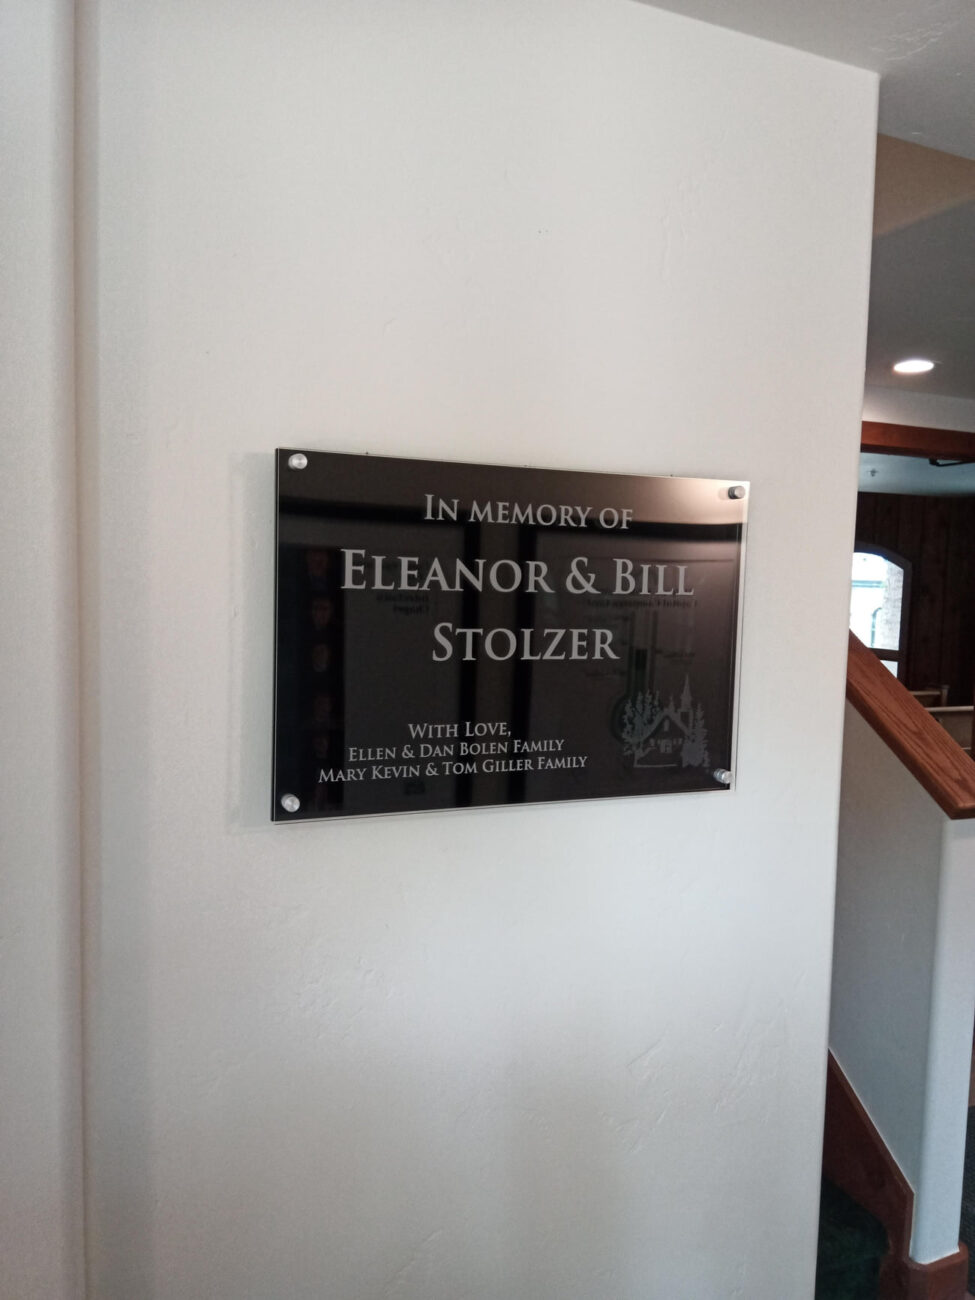 In memory of
Eleanor & Bill
Stolzer
With Love,
Ellen & Dan Bolen Family
Mary Kevin & Tom Giller Family